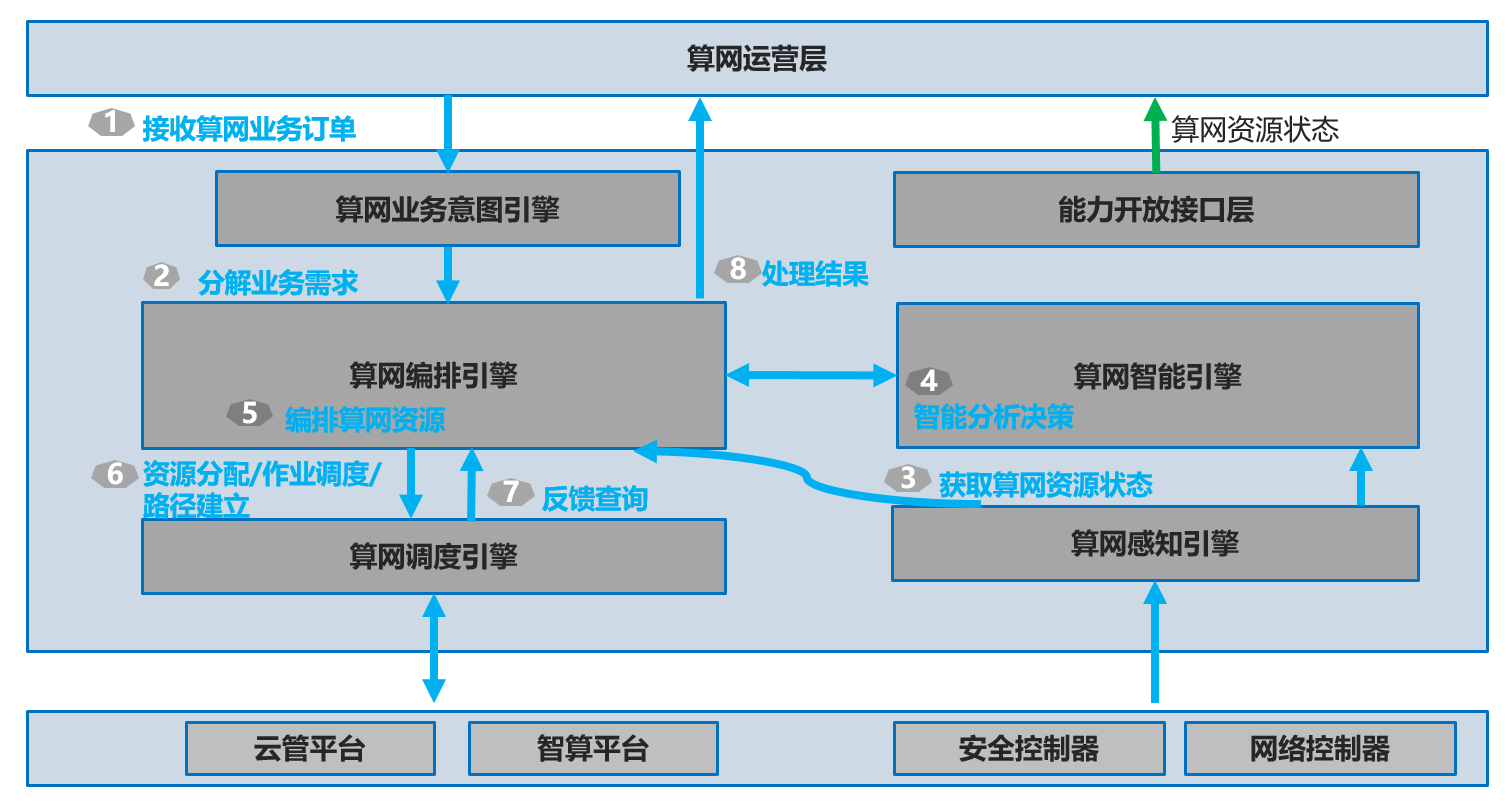 算网运营层
1 接收算网业务订单
算网资源状态
算网业务意图引擎
能力开放接口层
2 分解业务需求
8 处理结果
算网编排引擎
算网智能引擎
4
智能分析决策
5 编排算网资源
6 资源分配/作业调度/
路径建立
7 反馈查询
3 获取算网资源状态
算网调度引擎
算网感知引擎
云管平台
智算平台
安全控制器
网络控制器